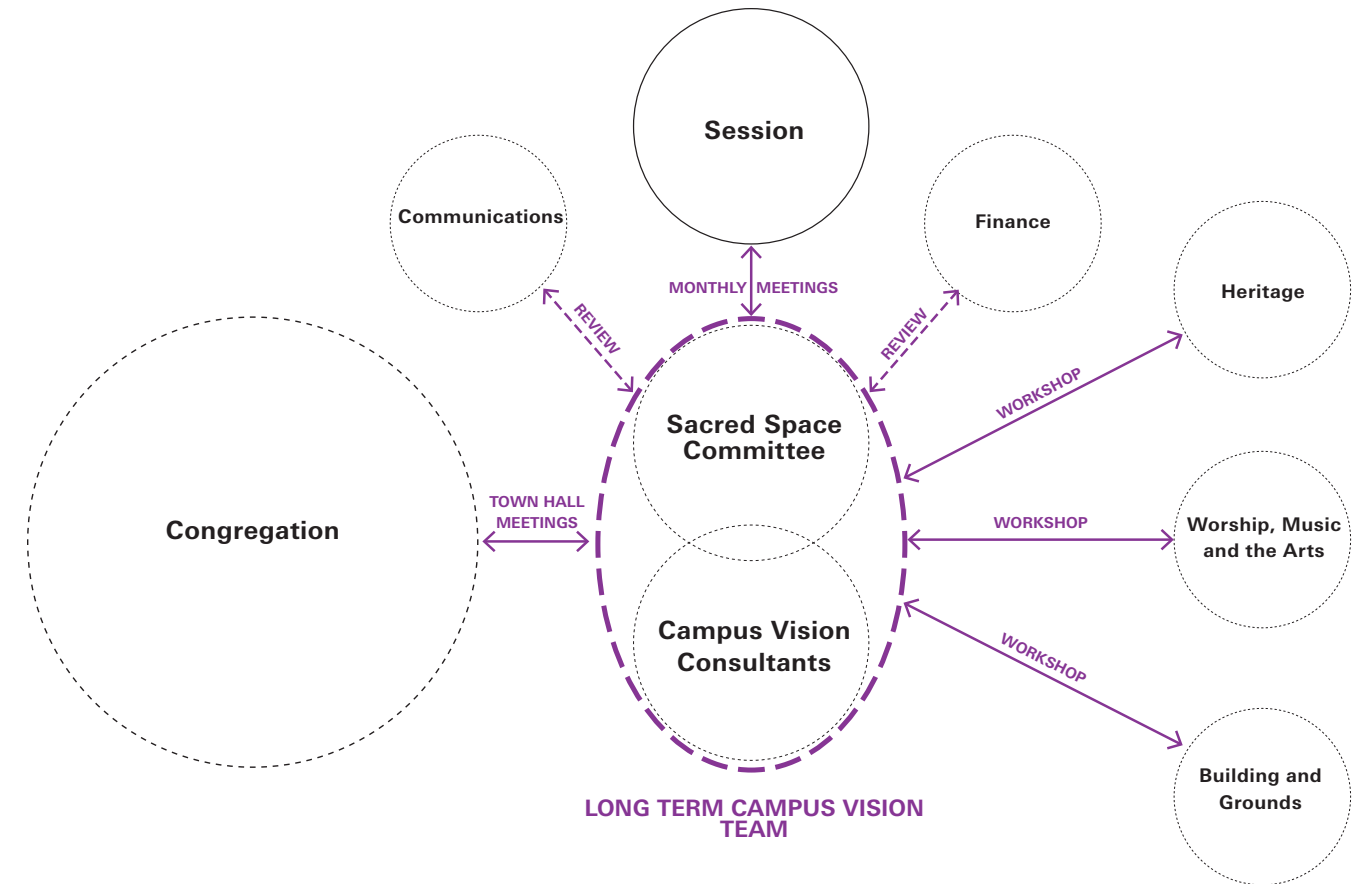 Session
Communications
Finance
MONTHLY MEETINGS
Heritage
REVIEW
REVIEW
WORKSHOP
Sacred Space
Committee
TOWN HALL
MEETINGS
Congregation
WORKSHOP
Worship, Music
and the Arts
Campus Vision
Consultants
WORKSHOP
Building and
Grounds
LONG TERM CAMPUS VISION
TEAM